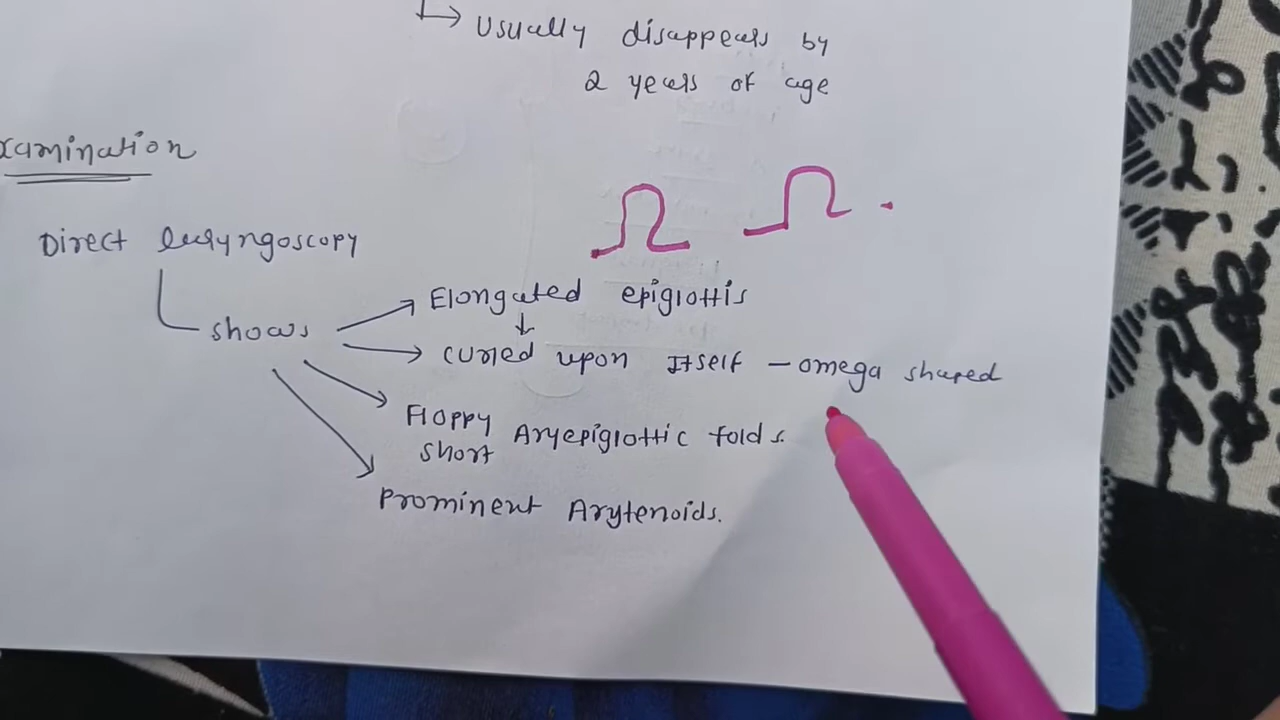 ↳ Usually disappears by
2 years of age
xamination
Direct laryngoscopy
shows
Elongated epiglottis
curled upon Itself – omega shaped
Floppy
short Aryepiglottic folds.
Prominent Arytenoids.